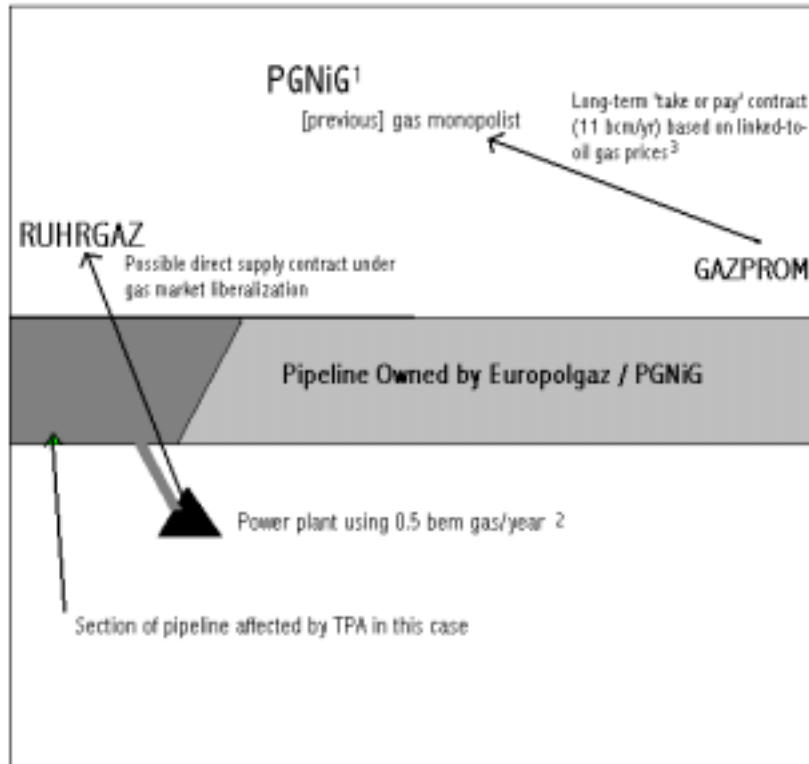 PGNiG¹
[previous] gas monopolist
Long-term 'take or pay' contract
(11 bcm/yr) based on linked-to-
oil gas prices³
RUHRGAZ
Possible direct supply contract under
gas market liberalization
GAZPROM
Pipeline Owned by Europolgaz / PGNiG
Power plant using 0.5 bem gas/year ²
Section of pipeline affected by TPA in this case